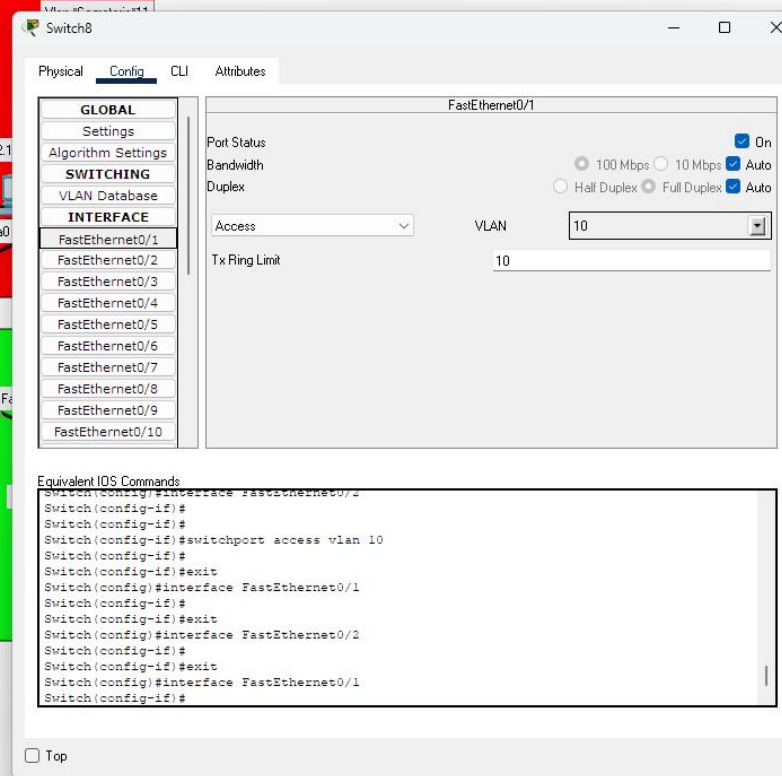 Switch8
Physical Config CLI Attributes
GLOBAL
Settings
Algorithm Settings
SWITCHING
VLAN Database
INTERFACE
FastEthernet0/1
FastEthernet0/2
FastEthernet0/3
FastEthernet0/4
FastEthernet0/5
FastEthernet0/6
FastEthernet0/7
FastEthernet0/8
FastEthernet0/9
FastEthernet0/10
FastEthernet0/1
Port Status On
Bandwidth 100 Mbps 10 Mbps Auto
Duplex Half Duplex Full Duplex Auto
Access VLAN 10
Tx Ring Limit 10
Equivalent IOS Commands
Switch(config)#interface FastEthernet0/2
Switch(config-if)#
Switch(config-if)#
Switch(config-if)#switchport access vlan 10
Switch(config-if)#
Switch(config-if)#exit
Switch(config)#interface FastEthernet0/1
Switch(config-if)#
Switch(config-if)#exit
Switch(config)#interface FastEthernet0/2
Switch(config-if)#
Switch(config-if)#exit
Switch(config)#interface FastEthernet0/1
Switch(config-if)#
Top